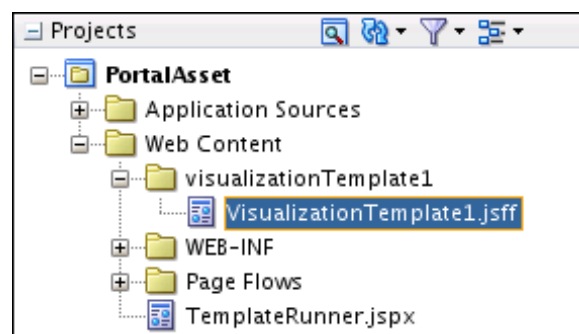 Projects
PortalAsset
Application Sources
Web Content
visualizationTemplate1
VisualizationTemplate1.jsff
WEB-INF
Page Flows
TemplateRunner.jspx